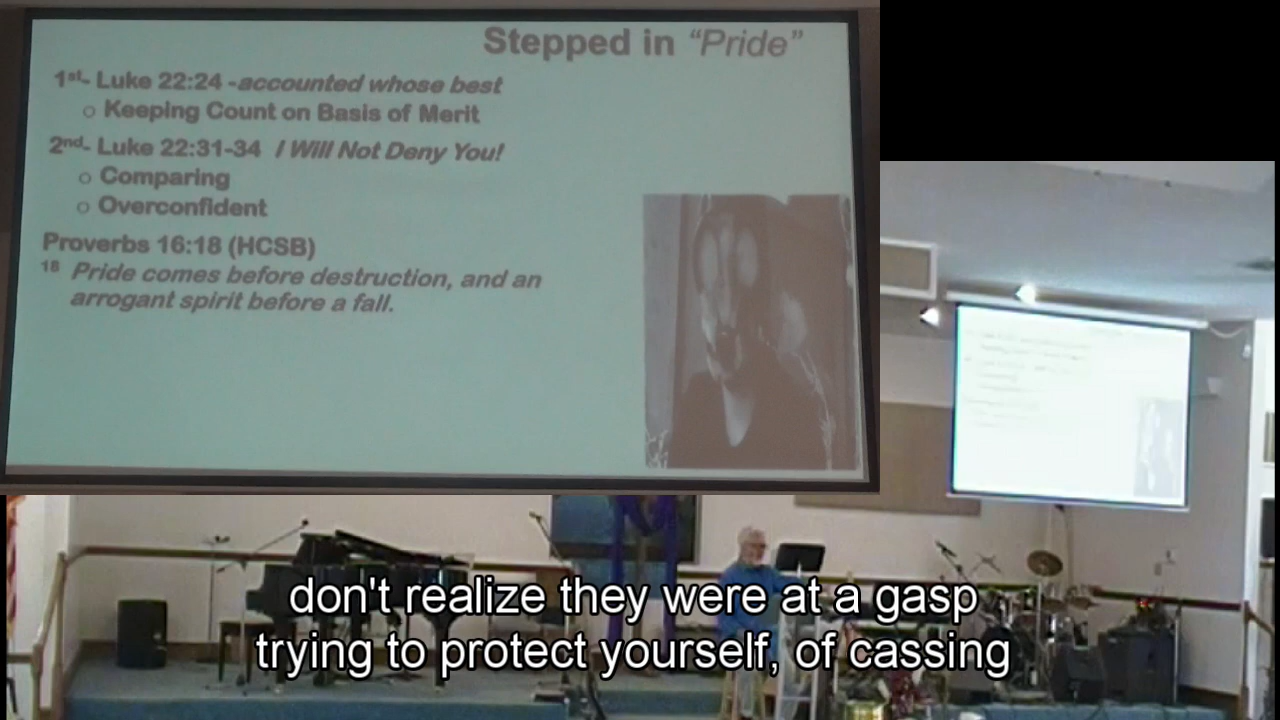 Stepped in “Pride”
1st- Luke 22:24 -accounted whose best
o Keeping Count on Basis of Merit
2nd- Luke 22:31-34 I Will Not Deny You!
o Comparing
o Overconfident
Proverbs 16:18 (HCSB)
18 Pride comes before destruction, and an
arrogant spirit before a fall.
don't realize they were at a gasp
trying to protect yourself, of cassing